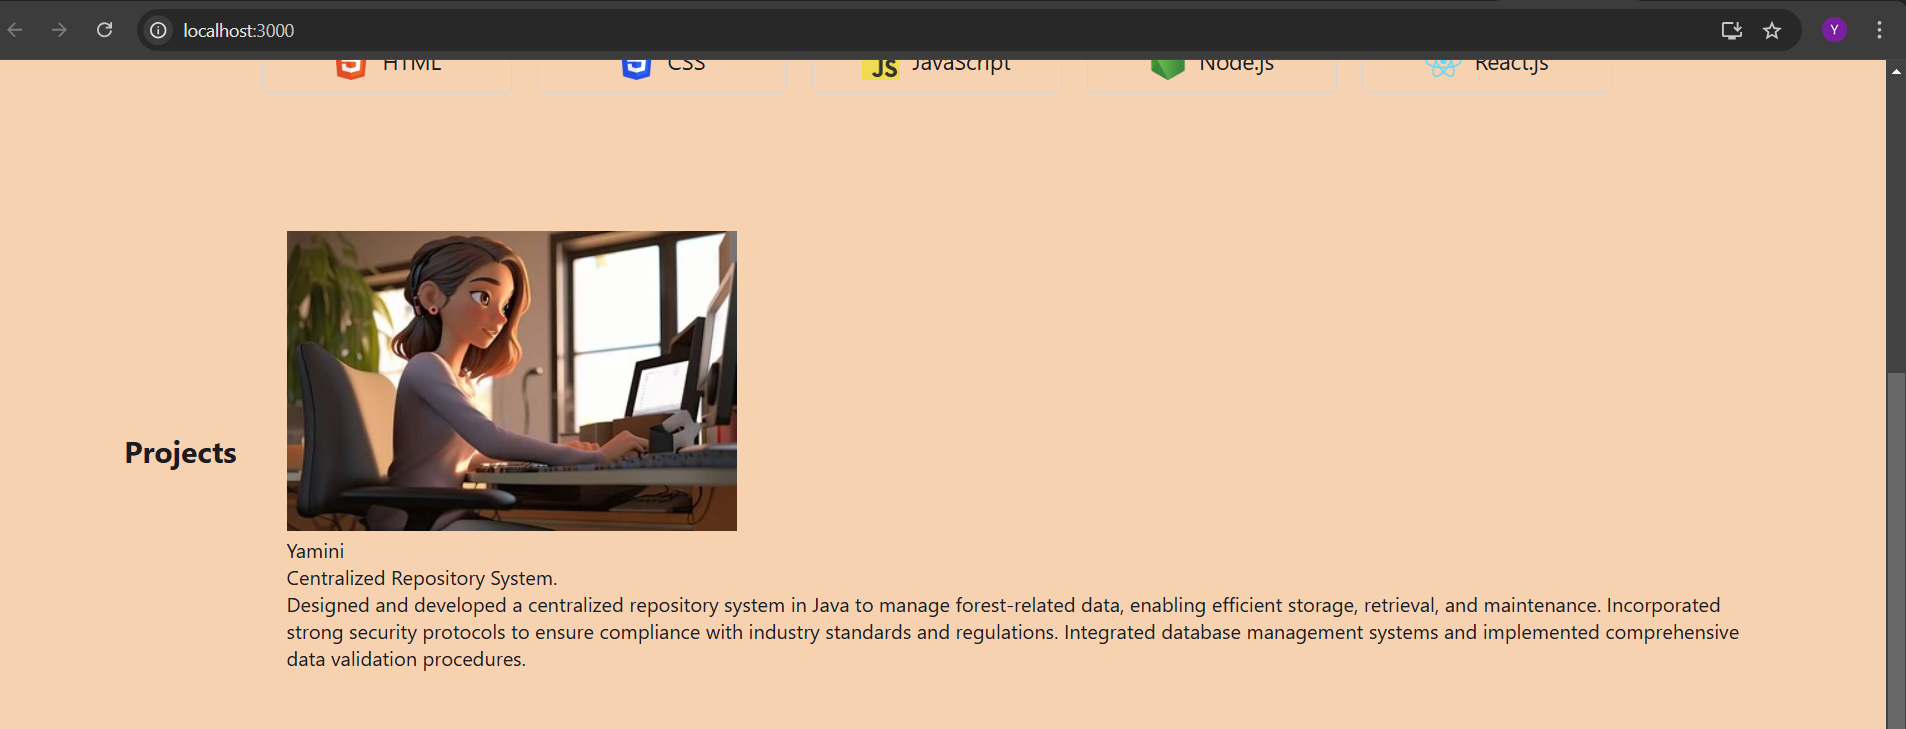 localhost:3000
Y
HTML
CSS
JS
JavaScript
Node.js
React.js
Projects
Yamini
Centralized Repository System.
Designed and developed a centralized repository system in Java to manage forest-related data, enabling efficient storage, retrieval, and maintenance. Incorporated
strong security protocols to ensure compliance with industry standards and regulations. Integrated database management systems and implemented comprehensive
data validation procedures.